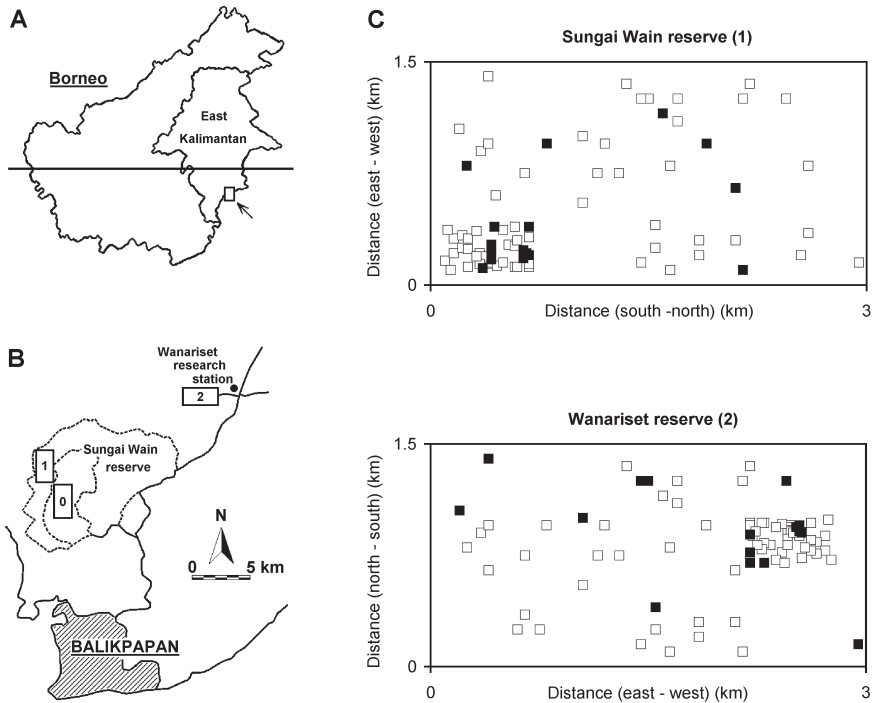 A
Borneo
East
Kalimantan
B
Wanariset
research
station
2
Sungai Wain
reserve
1
0
N
0 5 km
BALIKPAPAN
C
Sungai Wain reserve (1)
1.5
Distance (east - west) (km)
0
0 3
Distance (south -north) (km)
Wanariset reserve (2)
1.5
Distance (north - south) (km)
0
0 3
Distance (east - west) (km)